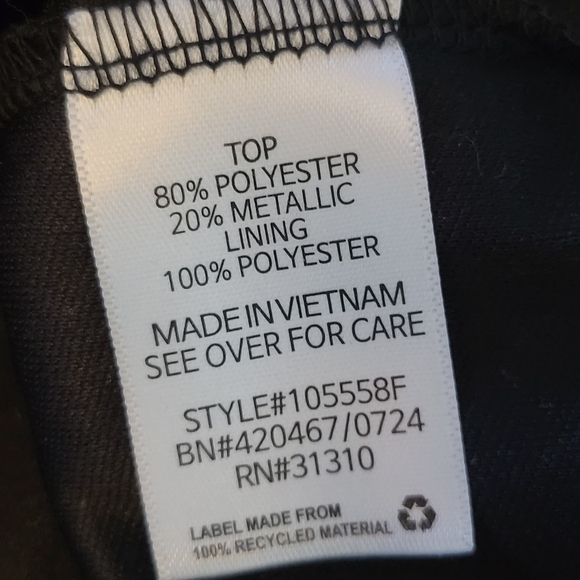 TOP
80% POLYESTER
20% METALLIC
LINING
100% POLYESTER
MADE IN VIETNAM
SEE OVER FOR CARE
STYLE#105558F
BN#420467/0724
RN#31310
LABEL MADE FROM
100% RECYCLED MATERIAL